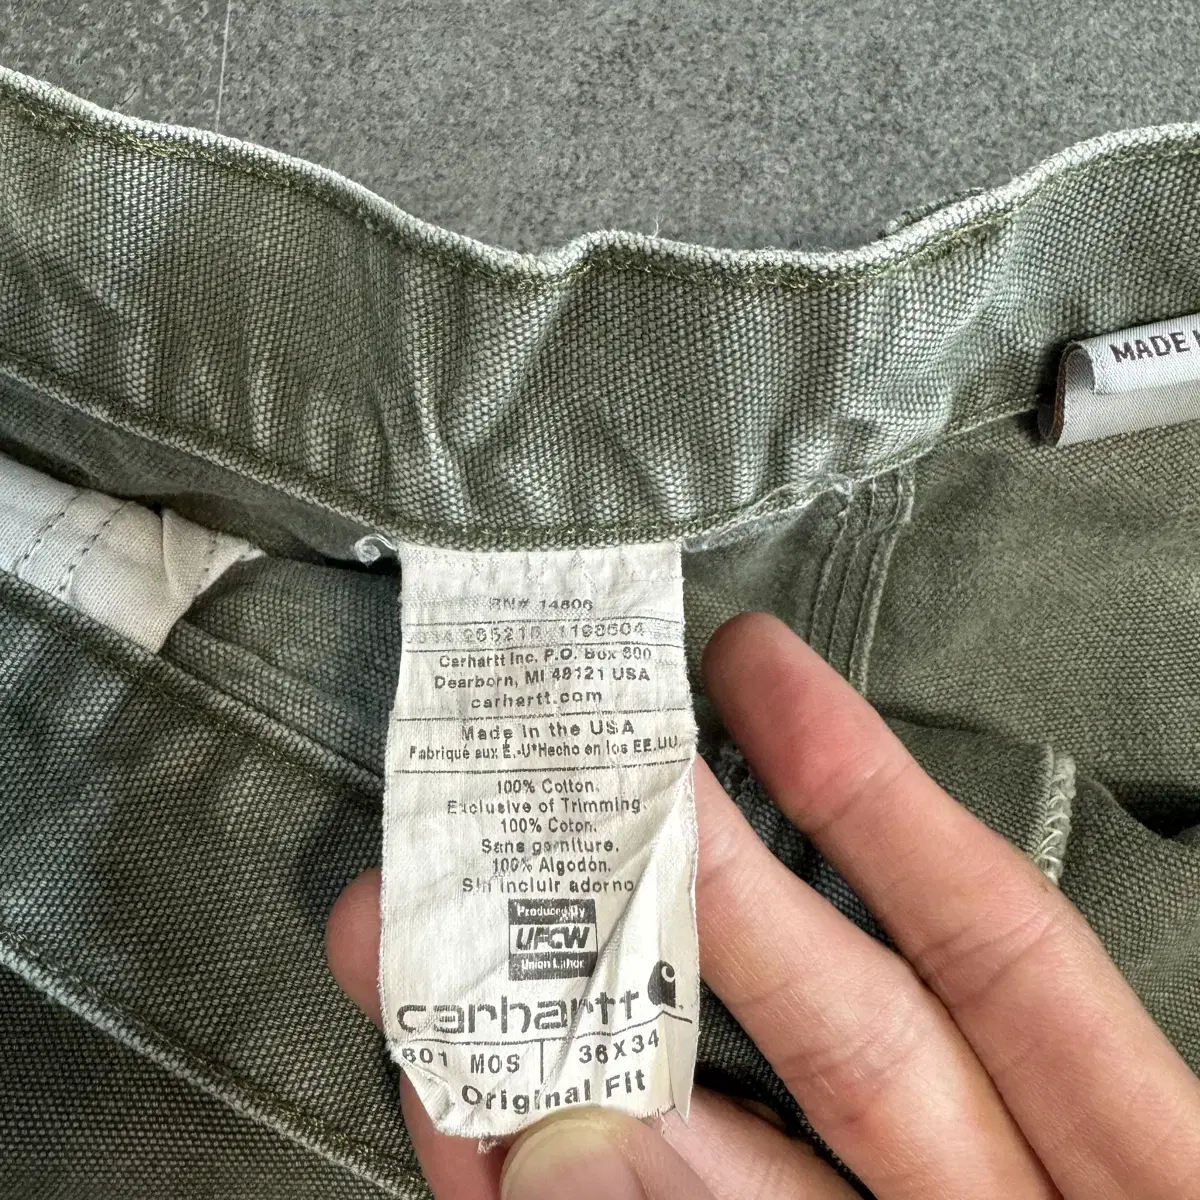 MADE
RN# 14806
Carhartt Inc. P.O. Box 600
Dearborn, MI 48121 USA
carhartt.com
Made in the USA
Fabriqué aux É.-U*Hecho en los EE.UU.
100% Cotton.
Exclusive of Trimming.
100% Coton.
Sans garniture.
100% Algodón.
Sin incluir adorno
Produced By
UFCW
Union Labor
carhartt
MOS | 36X34
Original Fit